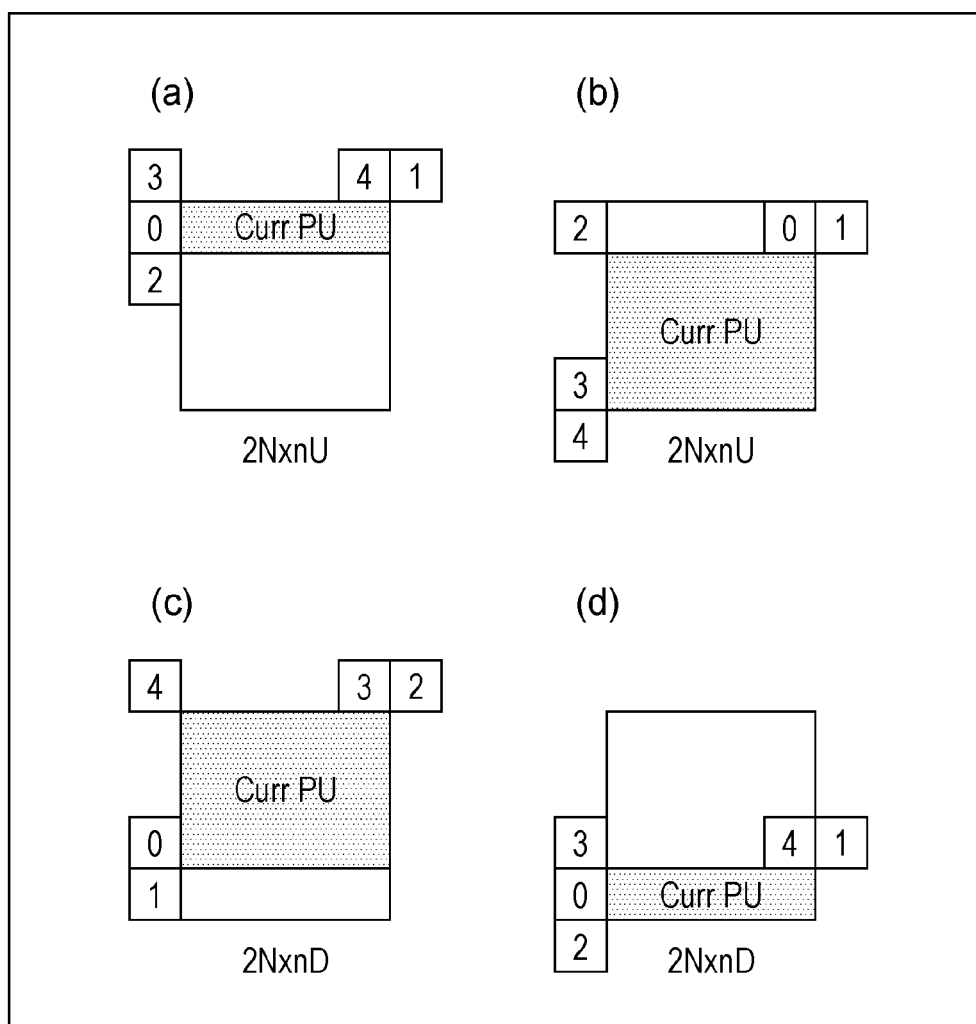 (a)
3 4 1
0 Curr PU
2
2NxnU
(b)
2 0 1
Curr PU
3
4
2NxnU
(c)
4 3 2
Curr PU
0
1
2NxnD
(d)
3 4 1
0 Curr PU
2
2NxnD